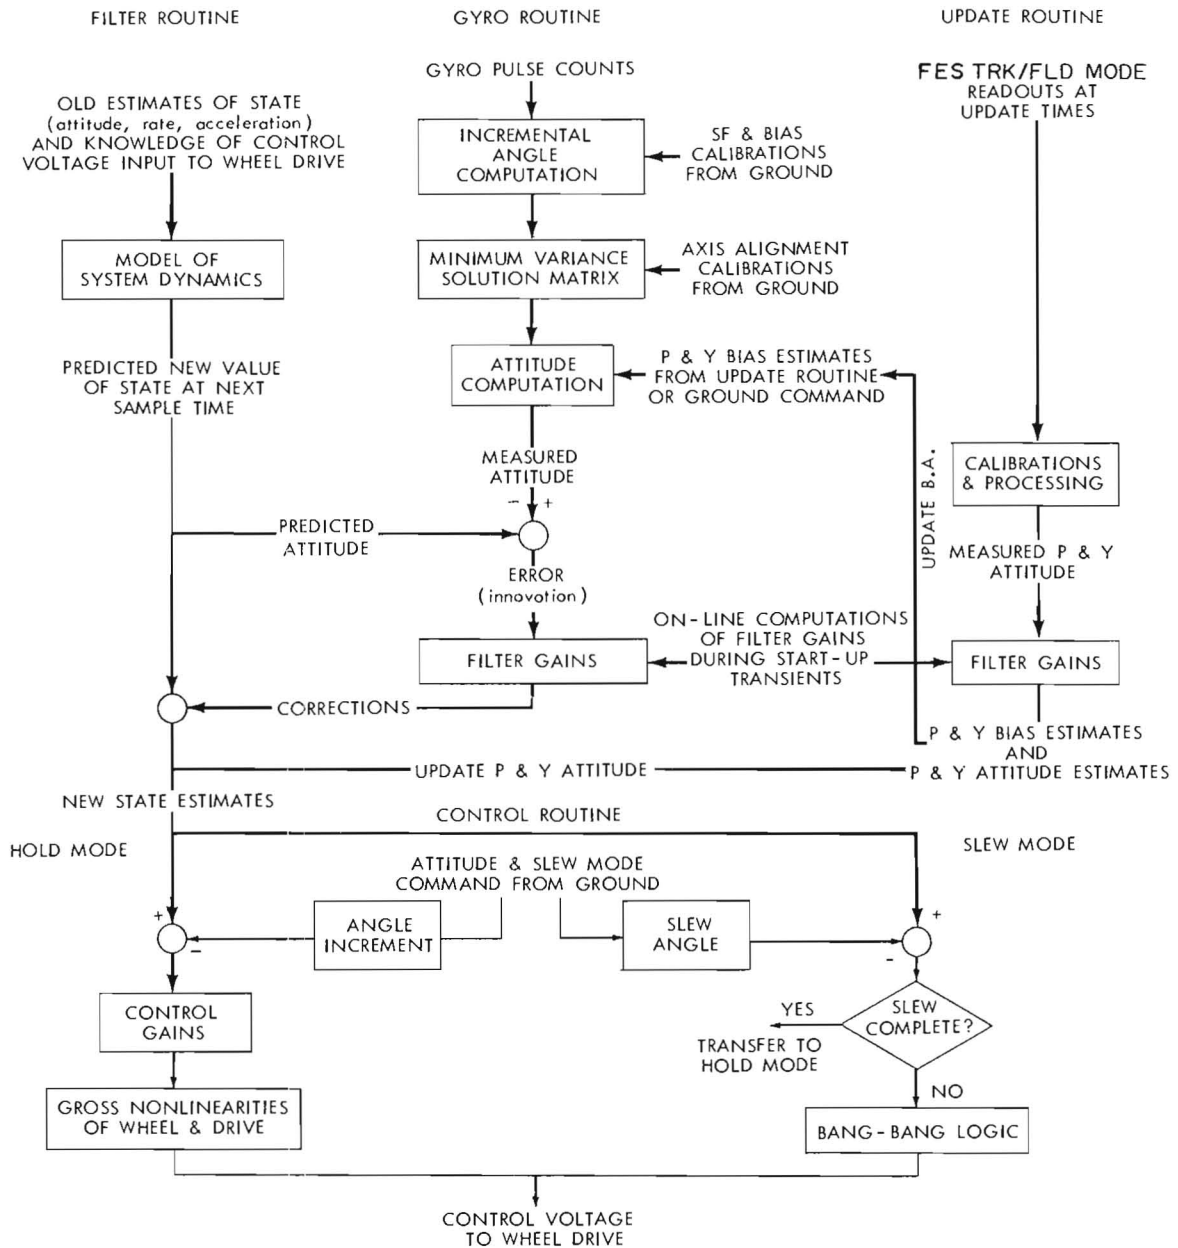 FILTER ROUTINE
GYRO ROUTINE
UPDATE ROUTINE
OLD ESTIMATES OF STATE
(attitude, rate, acceleration)
AND KNOWLEDGE OF CONTROL
VOLTAGE INPUT TO WHEEL DRIVE
GYRO PULSE COUNTS
FES TRK/FLD MODE
READOUTS AT
UPDATE TIMES
INCREMENTAL
ANGLE
COMPUTATION
SF & BIAS
CALIBRATIONS
FROM GROUND
MODEL OF
SYSTEM DYNAMICS
MINIMUM VARIANCE
SOLUTION MATRIX
AXIS ALIGNMENT
CALIBRATIONS
FROM GROUND
PREDICTED NEW VALUE
OF STATE AT NEXT
SAMPLE TIME
ATTITUDE
COMPUTATION
P & Y BIAS ESTIMATES
FROM UPDATE ROUTINE
OR GROUND COMMAND
MEASURED
ATTITUDE
UPDATE B.A.
CALIBRATIONS
& PROCESSING
- +
PREDICTED
ATTITUDE
MEASURED P & Y
ATTITUDE
ERROR
(innovation)
FILTER GAINS
ON-LINE COMPUTATIONS
OF FILTER GAINS
DURING START-UP
TRANSIENTS
FILTER GAINS
CORRECTIONS
P & Y BIAS ESTIMATES
AND
P & Y ATTITUDE ESTIMATES
UPDATE P & Y ATTITUDE
NEW STATE ESTIMATES
CONTROL ROUTINE
HOLD MODE
SLEW MODE
ATTITUDE & SLEW MODE
COMMAND FROM GROUND
+
-
ANGLE
INCREMENT
SLEW
ANGLE
+
-
CONTROL
GAINS
SLEW
COMPLETE?
YES
TRANSFER TO
HOLD MODE
NO
GROSS NONLINEARITIES
OF WHEEL & DRIVE
BANG-BANG LOGIC
CONTROL VOLTAGE
TO WHEEL DRIVE